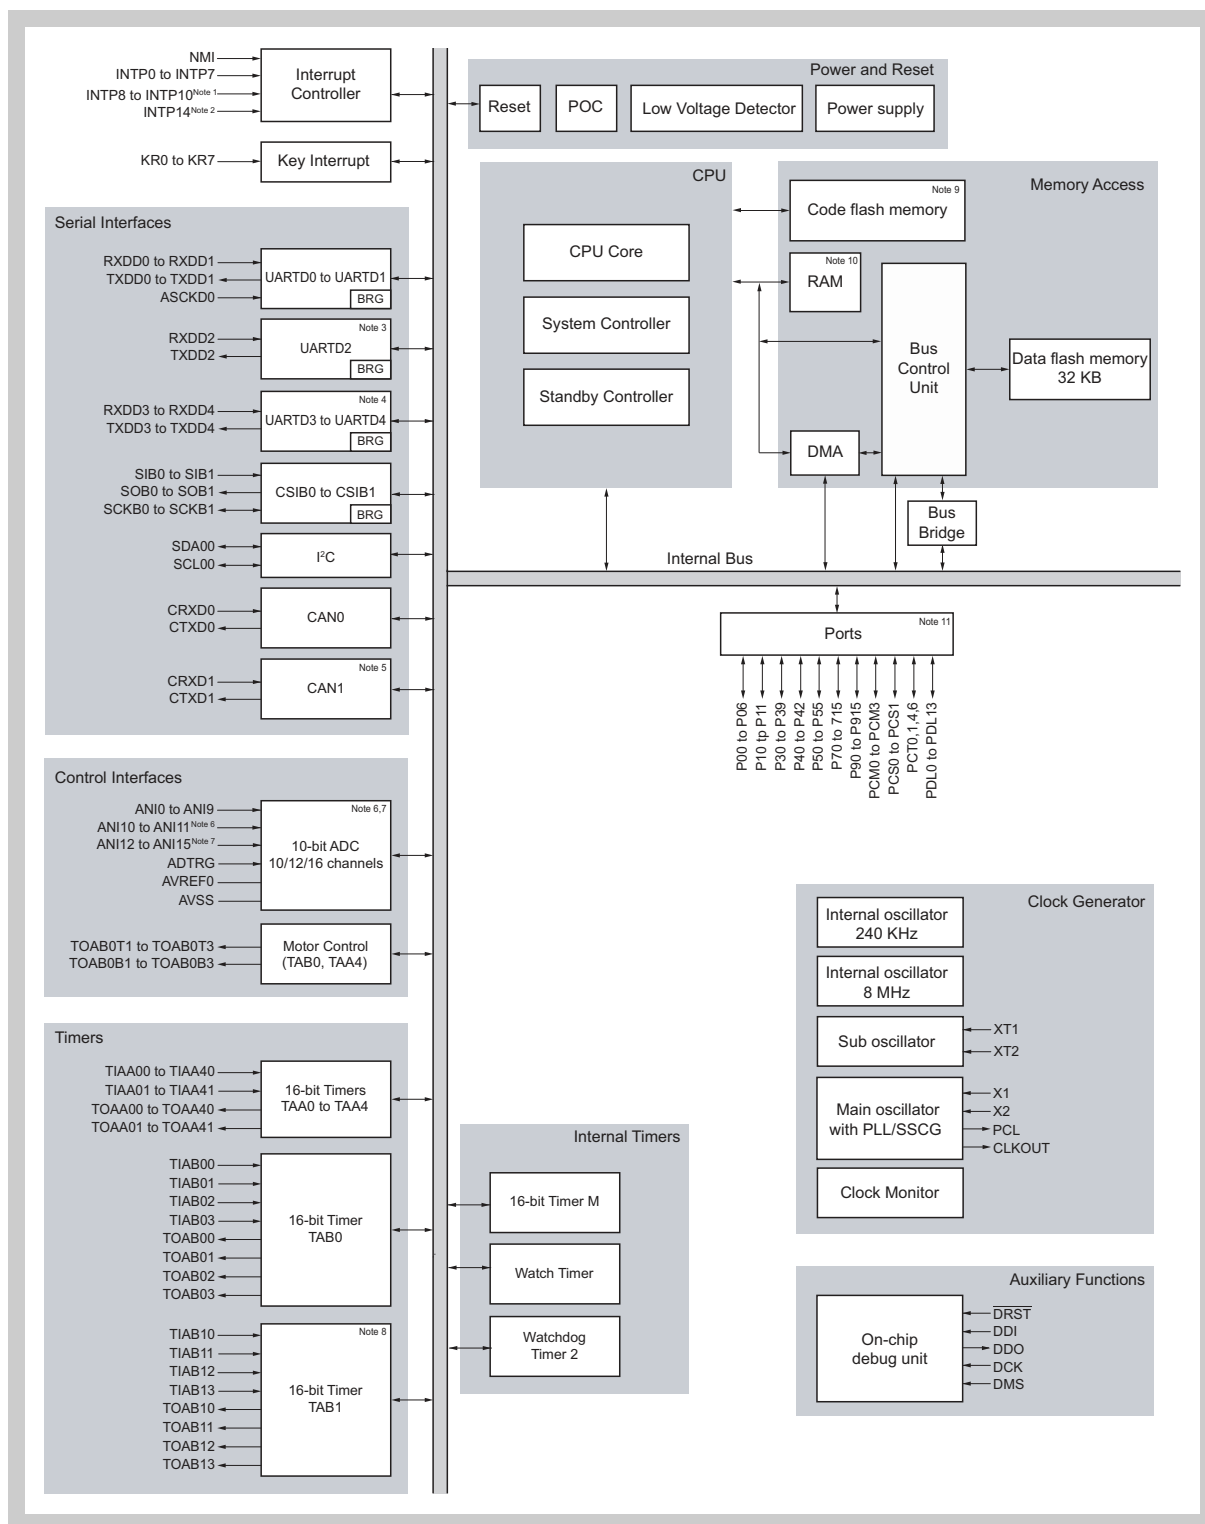 NMI
INTP0 to INTP7
INTP8 to INTP10Note 1
INTP14Note 2
Interrupt
Controller
KR0 to KR7
Key Interrupt
Power and Reset
Reset
POC
Low Voltage Detector
Power supply
CPU
CPU Core
System Controller
Standby Controller
Memory Access
Note 9
Code flash memory
Note 10
RAM
Bus
Control
Unit
Data flash memory
32 KB
DMA
Bus
Bridge
Internal Bus
Note 11
Ports
P00 to P06
P10 tp P11
P30 to P39
P40 to P42
P50 to P55
P70 to 715
P90 to P915
PCM0 to PCM3
PCS0 to PCS1
PCT0,1,4,6
PDL0 to PDL13
Serial Interfaces
RXDD0 to RXDD1
TXDD0 to TXDD1
ASCKD0
UARTD0 to UARTD1
BRG
RXDD2
TXDD2
Note 3
UARTD2
BRG
RXDD3 to RXDD4
TXDD3 to TXDD4
Note 4
UARTD3 to UARTD4
BRG
SIB0 to SIB1
SOB0 to SOB1
SCKB0 to SCKB1
CSIB0 to CSIB1
BRG
SDA00
SCL00
I²C
CRXD0
CTXD0
CAN0
CRXD1
CTXD1
Note 5
CAN1
Control Interfaces
ANI0 to ANI9
ANI10 to ANI11Note 6
ANI12 to ANI15Note 7
ADTRG
AVREF0
AVSS
Note 6,7
10-bit ADC
10/12/16 channels
TOAB0T1 to TOAB0T3
TOAB0B1 to TOAB0B3
Motor Control
(TAB0, TAA4)
Timers
TIAA00 to TIAA40
TIAA01 to TIAA41
TOAA00 to TOAA40
TOAA01 to TOAA41
16-bit Timers
TAA0 to TAA4
TIAB00
TIAB01
TIAB02
TIAB03
TOAB00
TOAB01
TOAB02
TOAB03
16-bit Timer
TAB0
TIAB10
TIAB11
TIAB12
TIAB13
TOAB10
TOAB11
TOAB12
TOAB13
Note 8
16-bit Timer
TAB1
Internal Timers
16-bit Timer M
Watch Timer
Watchdog
Timer 2
Clock Generator
Internal oscillator
240 KHz
Internal oscillator
8 MHz
Sub oscillator
XT1
XT2
Main oscillator
with PLL/SSCG
X1
X2
PCL
CLKOUT
Clock Monitor
Auxiliary Functions
On-chip
debug unit
DRST
DDI
DDO
DCK
DMS